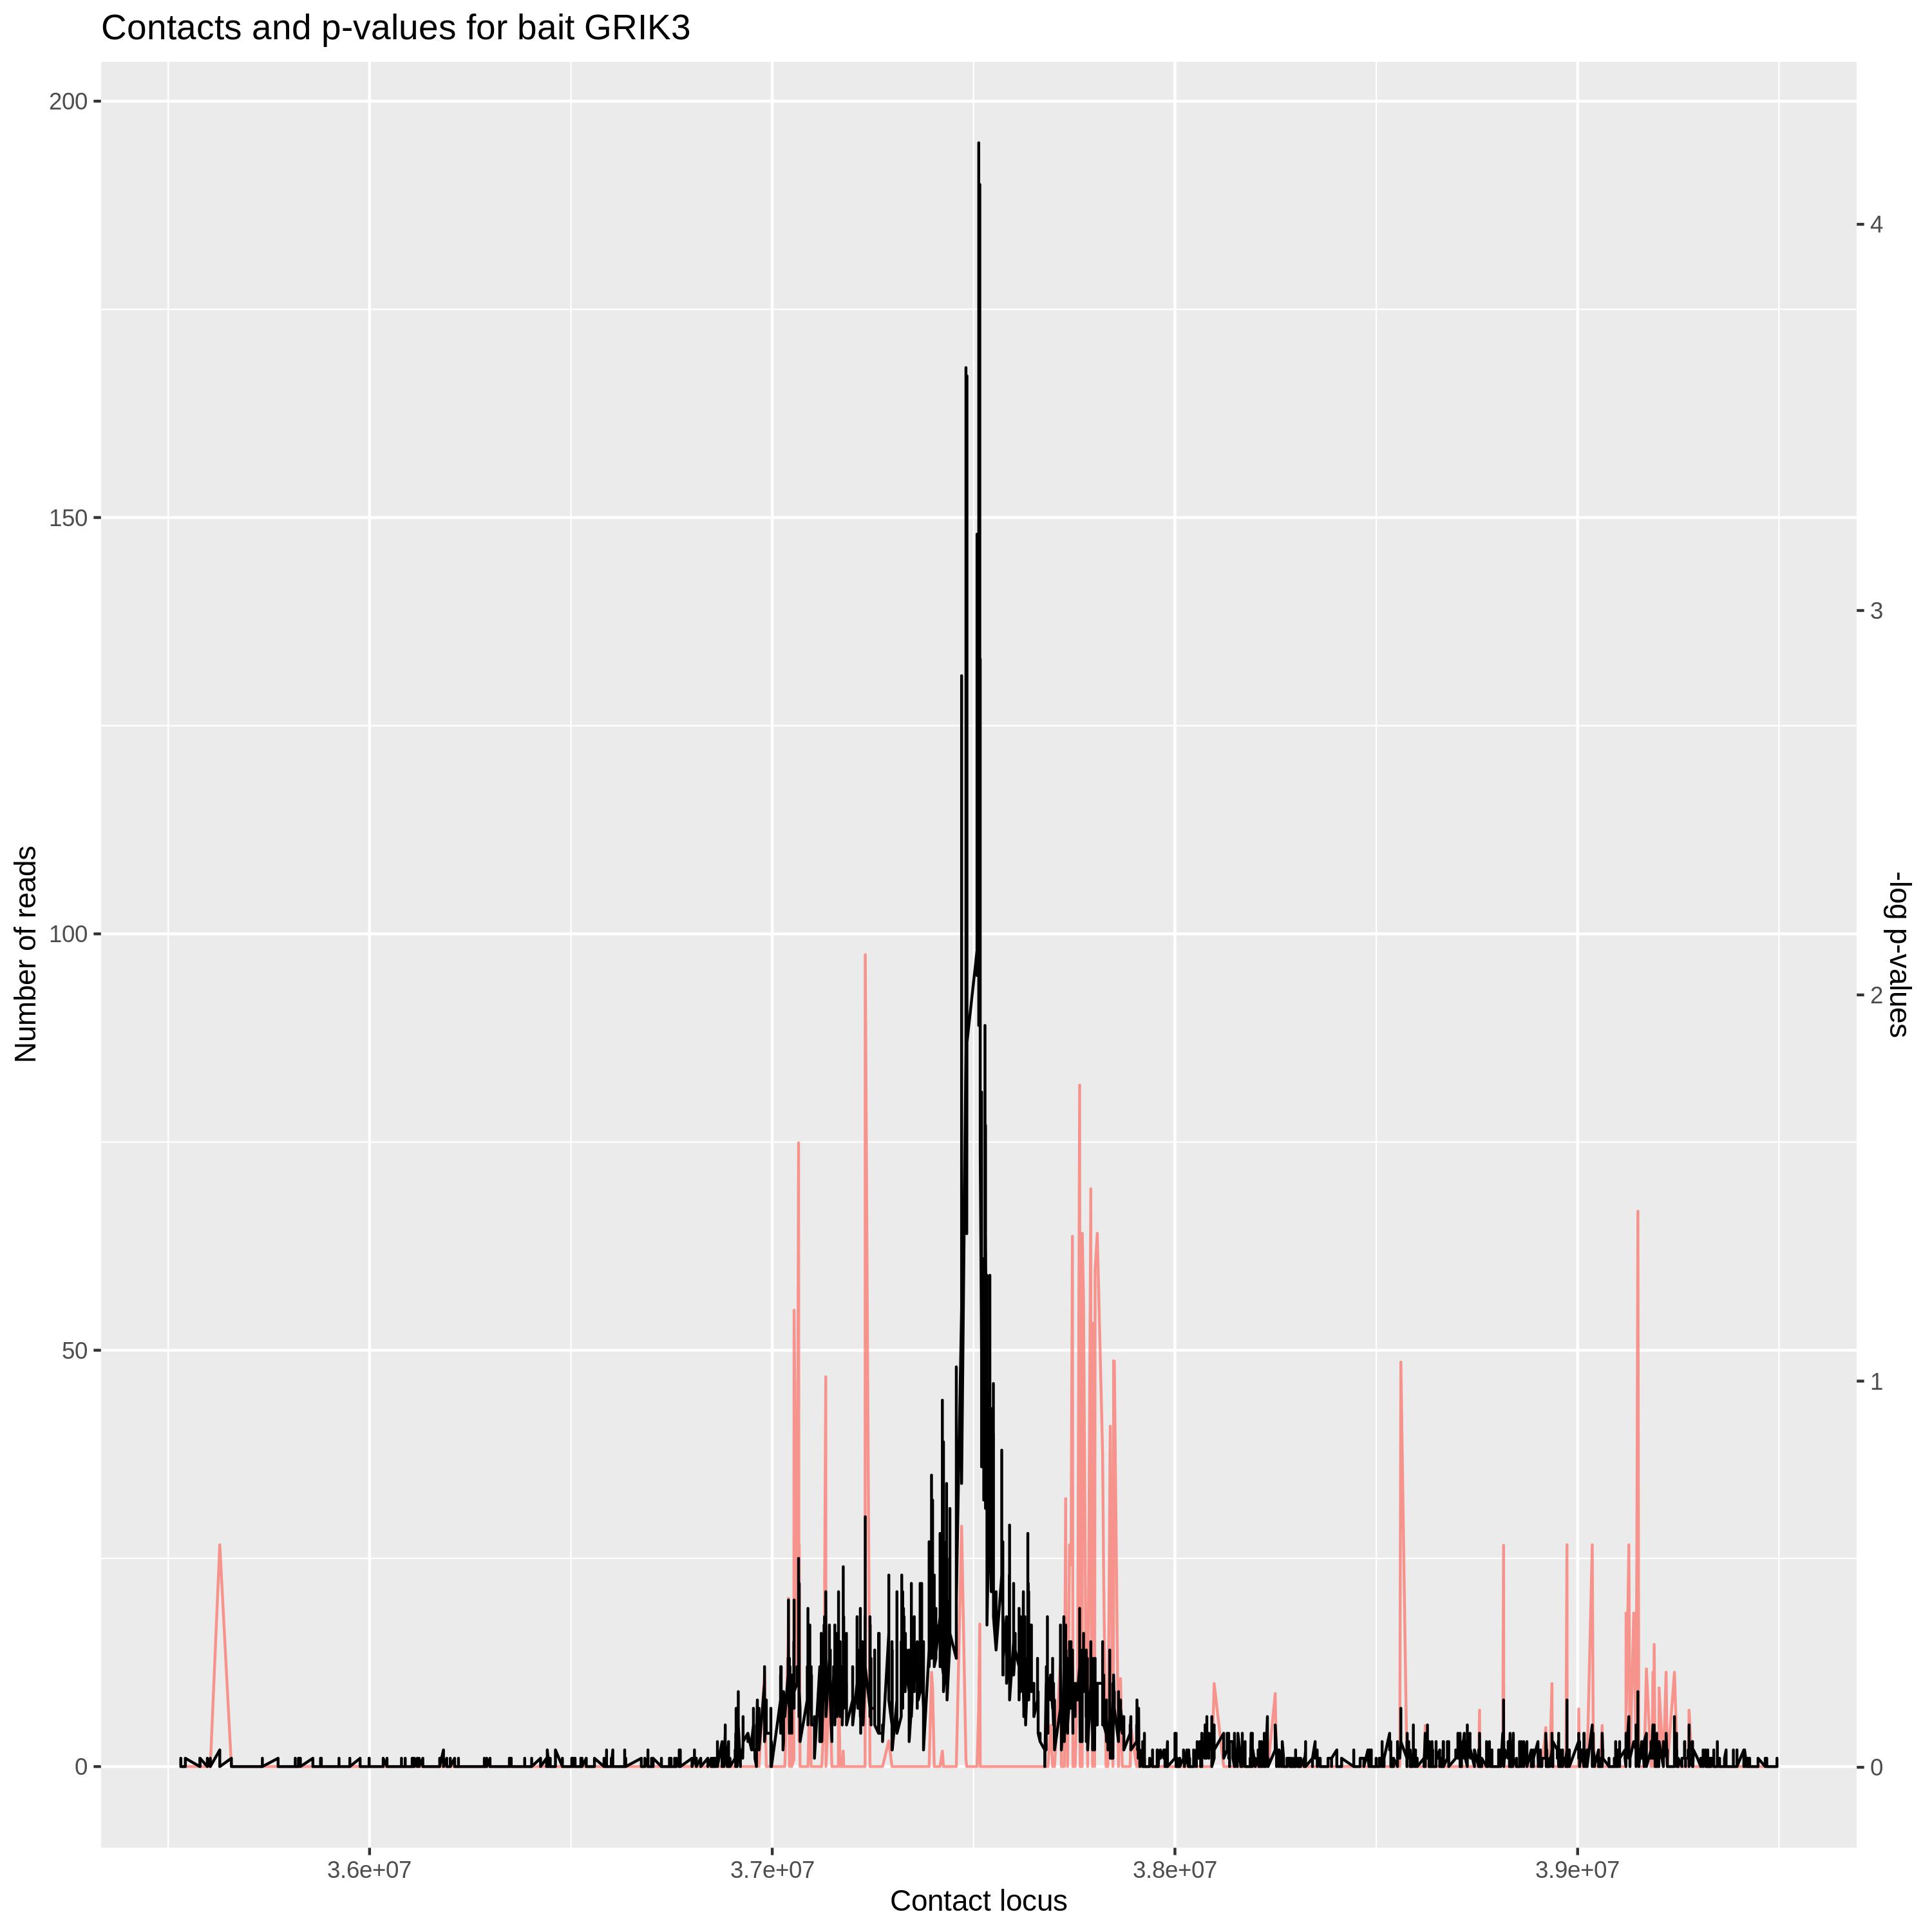 Contacts and p-values for bait GRIK3
200
150
100
50
0
Number of reads
4
3
2
1
0
-log p-values
3.6e+07
3.7e+07
3.8e+07
3.9e+07
Contact locus